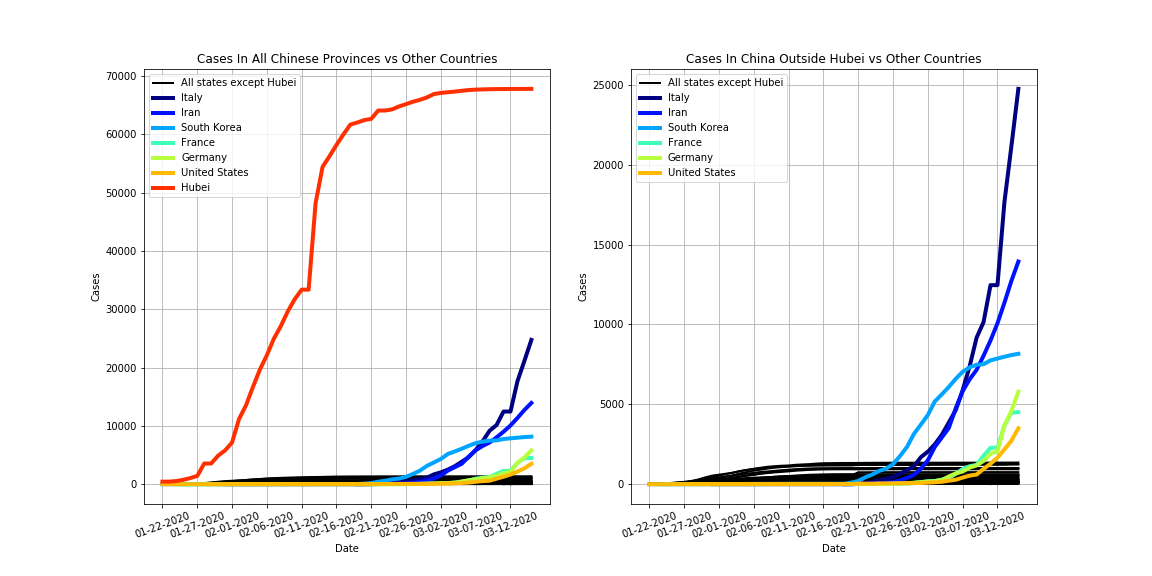 Cases In All Chinese Provinces vs Other Countries
70000
60000
50000
40000
30000
20000
10000
0
Cases
All states except Hubei
Italy
Iran
South Korea
France
Germany
United States
Hubei
01-22-2020
01-27-2020
02-01-2020
02-06-2020
02-11-2020
02-16-2020
02-21-2020
02-26-2020
03-02-2020
03-07-2020
03-12-2020
Date
Cases In China Outside Hubei vs Other Countries
25000
20000
15000
10000
5000
0
Cases
All states except Hubei
Italy
Iran
South Korea
France
Germany
United States
01-22-2020
01-27-2020
02-01-2020
02-06-2020
02-11-2020
02-16-2020
02-21-2020
02-26-2020
03-02-2020
03-07-2020
03-12-2020
Date